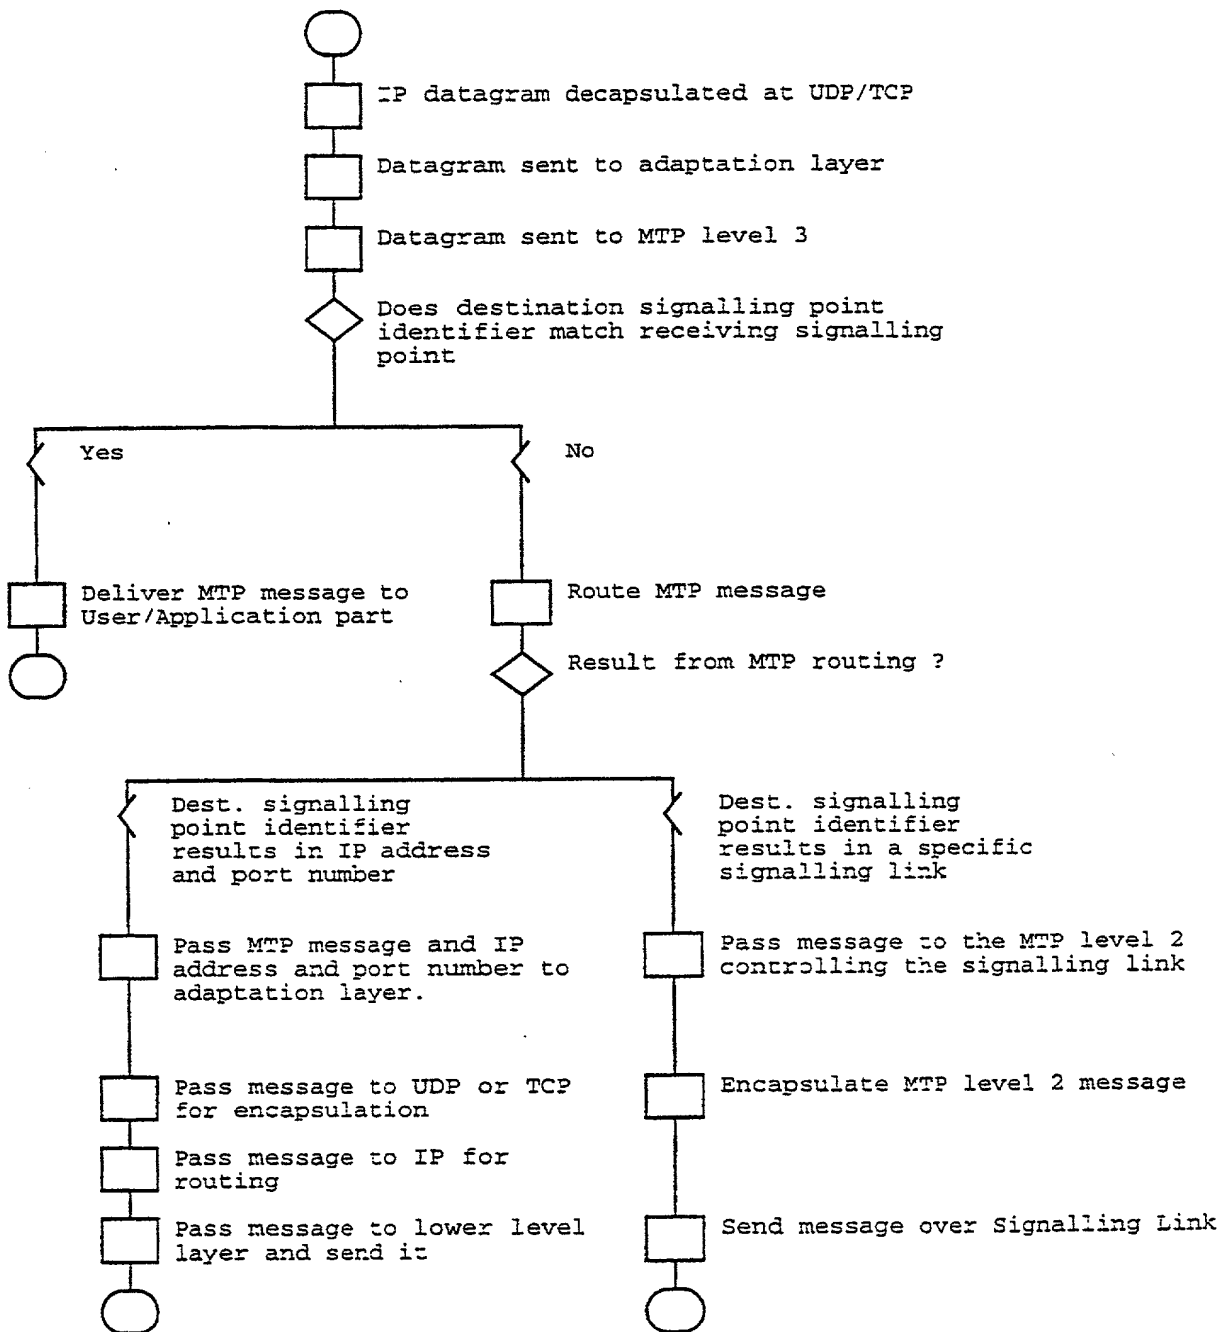 IP datagram decapsulated at UDP/TCP
Datagram sent to adaptation layer
Datagram sent to MTP level 3
Does destination signalling point
identifier match receiving signalling
point
Yes
No
Deliver MTP message to
User/Application part
Route MTP message
Result from MTP routing ?
Dest. signalling
point identifier
results in IP address
and port number
Dest. signalling
point identifier
results in a specific
signalling link
Pass MTP message and IP
address and port number to
adaptation layer.
Pass message to the MTP level 2
controlling the signalling link
Pass message to UDP or TCP
for encapsulation
Encapsulate MTP level 2 message
Pass message to IP for
routing
Pass message to lower level
layer and send it
Send message over Signalling Link